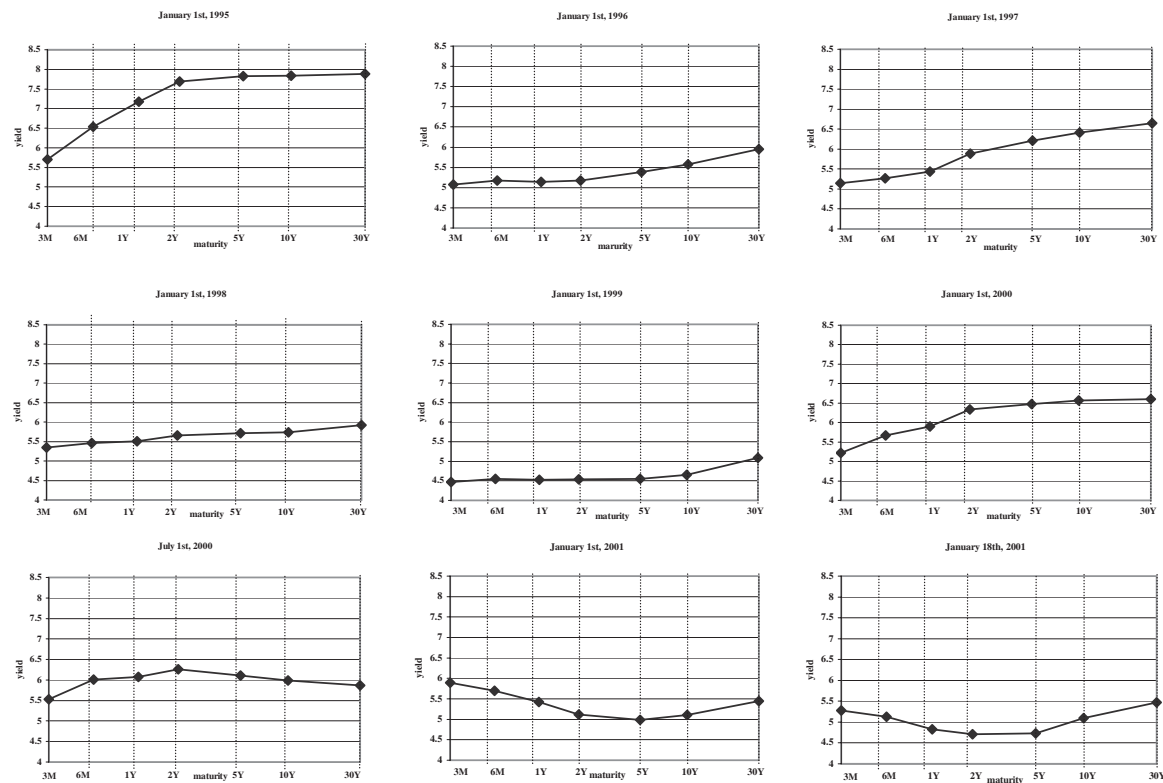 January 1st, 1995
8.5
8
7.5
7
6.5
6
5.5
5
4.5
4
yield
3M 6M 1Y 2Y 5Y 10Y 30Y
maturity
January 1st, 1996
8.5
8
7.5
7
6.5
6
5.5
5
4.5
4
yield
3M 6M 1Y 2Y 5Y 10Y 30Y
marurity
January 1st, 1997
8.5
8
7.5
7
6.5
6
5.5
5
4.5
4
yield
3M 6M 1Y 2Y 5Y 10Y 30Y
maturity
January 1st, 1998
8.5
8
7.5
7
6.5
6
5.5
5
4.5
4
yield
3M 6M 1Y 2Y 5Y 10Y 30Y
maturity
January 1st, 1999
8.5
8
7.5
7
6.5
6
5.5
5
4.5
4
yield
3M 6M 1Y 2Y 5Y 10Y 30Y
maturity
January 1st, 2000
8.5
8
7.5
7
6.5
6
5.5
5
4.5
4
yield
3M 6M 1Y 2Y 5Y 10Y 30Y
maturity
July 1st, 2000
8.5
8
7.5
7
6.5
6
5.5
5
4.5
4
yield
3M 6M 1Y 2Y 5Y 10Y 30Y
maturity
January 1st, 2001
8.5
8
7.5
7
6.5
6
5.5
5
4.5
4
yield
3M 6M 1Y 2Y 5Y 10Y 30Y
maturity
January 18th, 2001
8.5
8
7.5
7
6.5
6
5.5
5
4.5
4
yield
3M 6M 1Y 2Y 5Y 10Y 30Y
maturity